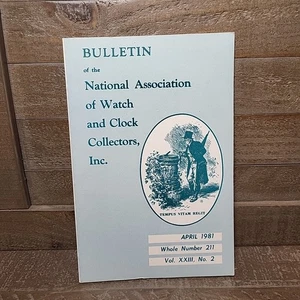 BULLETIN
of the
National Association
of Watch
and Clock
Collectors,
Inc.
TEMPUS VITAM REGIT
APRIL 1981
Whole Number 211
Vol. XXIII, No. 2